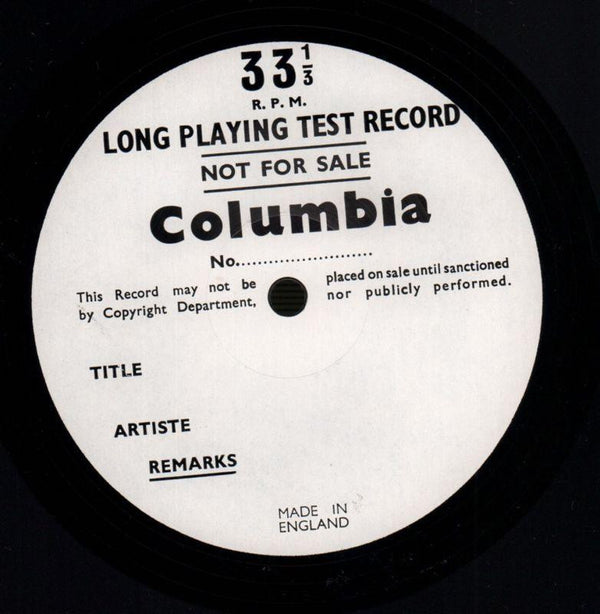 33⅓
R. P. M.
LONG PLAYING TEST RECORD
NOT FOR SALE
Columbia
No........................
This Record may not be placed on sale until sanctioned
by Copyright Department, nor publicly performed.
TITLE
ARTISTE
REMARKS
MADE IN
ENGLAND